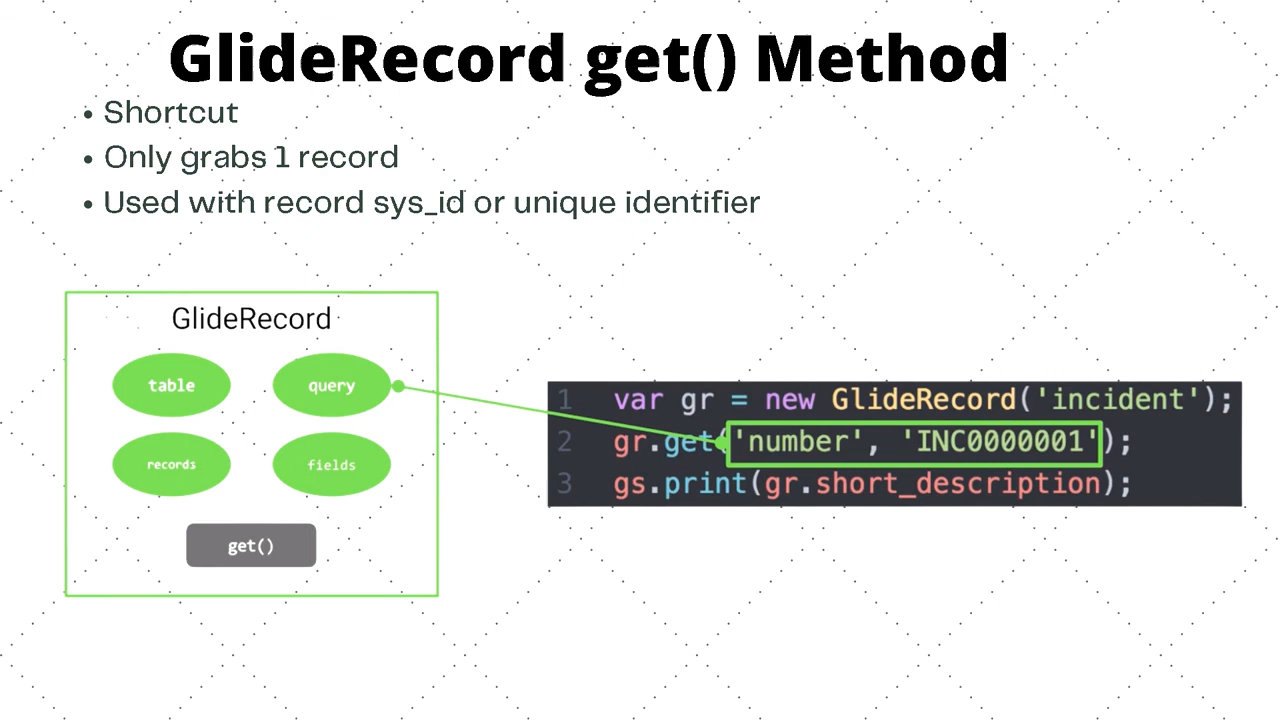 GlideRecord get() Method
• Shortcut
• Only grabs 1 record
• Used with record sys_id or unique identifier
GlideRecord
table
query
records
fields
get()
1 var gr = new GlideRecord('incident');
2 gr.get('number', 'INC0000001');
3 gs.print(gr.short_description);